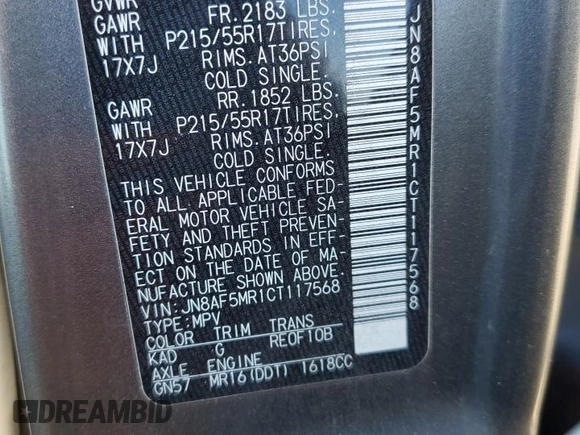 GVWR
GAWR FR. 2183 LBS.
WITH P215/55R17TIRES,
17X7J RIMS. AT36PSI
COLD SINGLE.
GAWR RR. 1852 LBS.
WITH P215/55R17TIRES,
17X7J RIMS. AT36PSI
COLD SINGLE.
THIS VEHICLE CONFORMS
TO ALL APPLICABLE FED-
ERAL MOTOR VEHICLE SA-
FETY AND THEFT PREVEN-
TION STANDARDS IN EFF-
ECT ON THE DATE OF MA-
NUFACTURE SHOWN ABOVE.
VIN: JN8AF5MR1CT117568
TYPE:MPV
COLOR TRIM TRANS
KAD G RE0F10B
AXLE ENGINE
GN57 MR16(DDT) 1618CC
JN8AF5MR1CT117568
DREAMBID